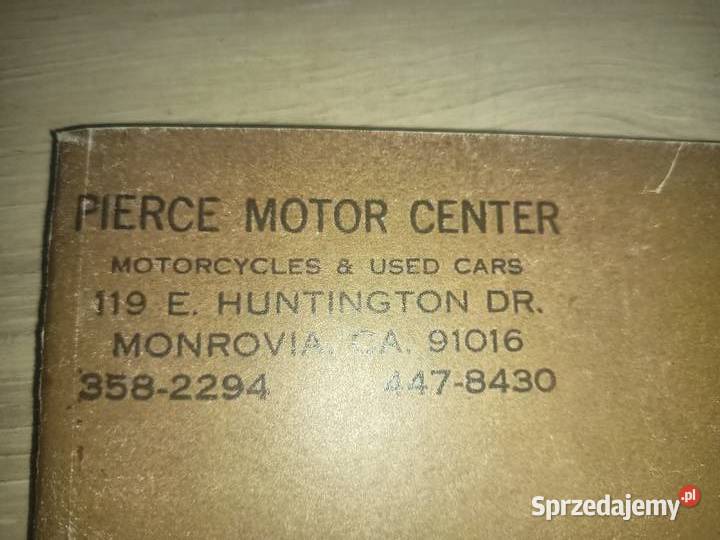 PIERCE MOTOR CENTER
MOTORCYCLES & USED CARS
119 E. HUNTINGTON DR.
MONROVIA, CA. 91016
358-2294 447-8430
Sprzedajemy.pl